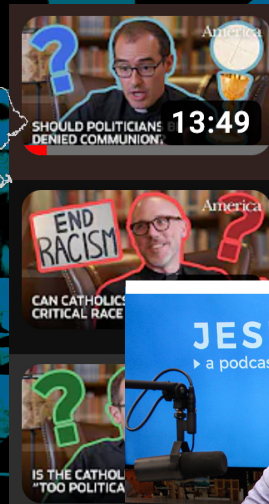 America
SHOULD POLITICIANS
DENIED COMMUNION?
13:49
America
END
RACISM
CAN CATHOLICS
CRITICAL RACE
JES
a podcas
IS THE CATHOL
"TOO POLITICA